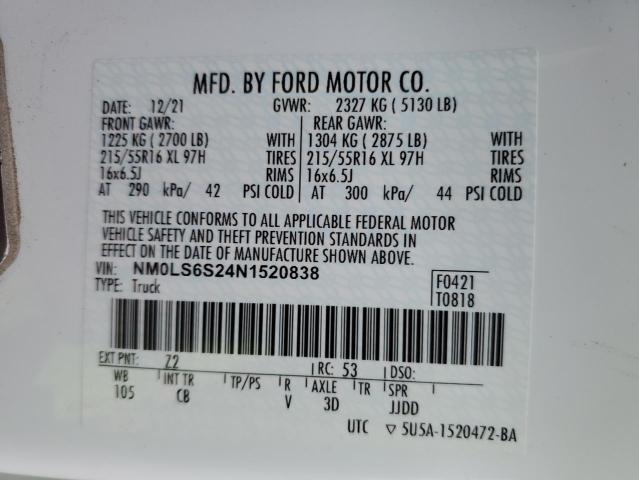 MFD. BY FORD MOTOR CO.
DATE: 12/21 GVWR: 2327 KG ( 5130 LB)
FRONT GAWR: REAR GAWR:
1225 KG ( 2700 LB) WITH 1304 KG ( 2875 LB) WITH
215/55R16 XL 97H TIRES 215/55R16 XL 97H TIRES
16x6.5J RIMS 16x6.5J RIMS
AT 290 kPa/ 42 PSI COLD AT 300 kPa/ 44 PSI COLD
THIS VEHICLE CONFORMS TO ALL APPLICABLE FEDERAL MOTOR
VEHICLE SAFETY AND THEFT PREVENTION STANDARDS IN
EFFECT ON THE DATE OF MANUFACTURE SHOWN ABOVE.
VIN: NM0LS6S24N1520838 F0421
TYPE: Truck T0818
EXT PNT: Z2 RC: 53 DSO:
WB INT TR TP/PS R AXLE TR SPR
105 CB V 3D JJDD
UTC ▽ 5U5A-1520472-BA